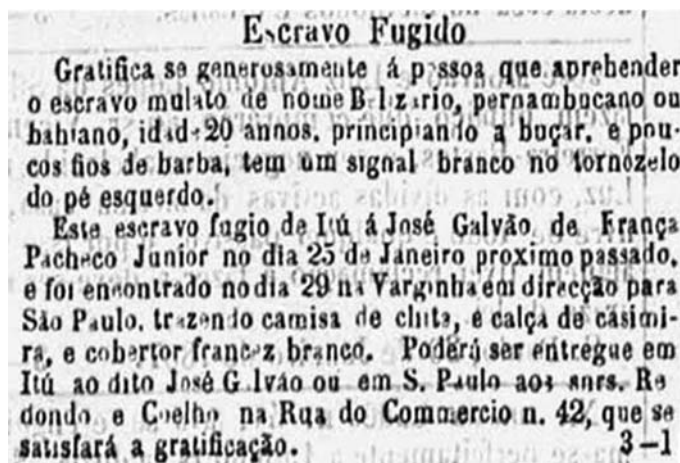 Escravo Fugido
Gratifica se generosamente á pessoa que aprehender
o escravo mulato de nome Belizario, pernambucano ou
bahiano, idade 20 annos, principiando a buçar, e pou-
cos fios de barba, tem um signal branco no tornozelo
do pé esquerdo.
Este escravo fugio de Itú á José Galvão de França
Pacheco Junior no dia 25 de Janeiro proximo passado,
e foi encontrado no dia 29 na Varginha em direcção para
São Paulo, trazendo camisa de chita, e calça de casimi-
ra, e cobertor francez branco. Poderá ser entregue em
Itú ao dito José Galvão ou em S. Paulo aos snrs. Re
dondo e Coelho na Rua do Commercio n. 42, que se
satisfará a gratificação. 3–1